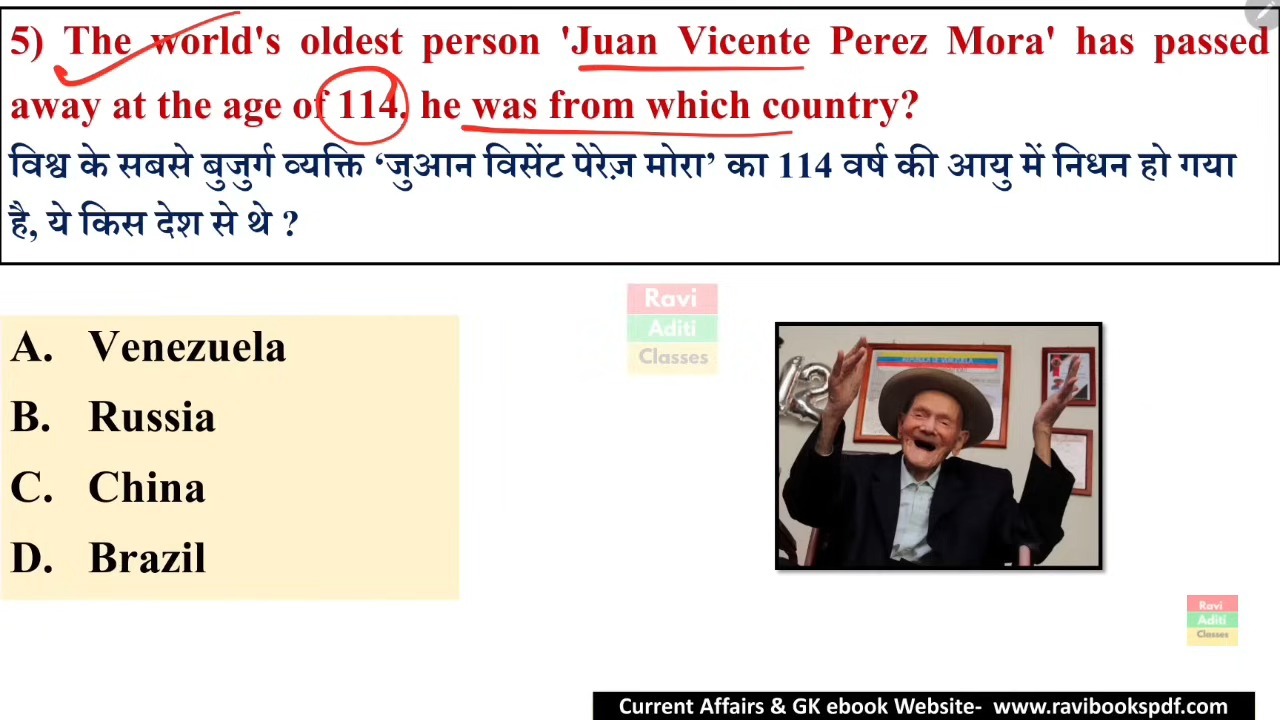 5) The world's oldest person 'Juan Vicente Perez Mora' has passed
away at the age of 114. he was from which country?
विश्व के सबसे बुजुर्ग व्यक्ति ‘जुआन विसेंट पेरेज़ मोरा’ का 114 वर्ष की आयु में निधन हो गया
है, ये किस देश से थे ?
Ravi
Aditi
Classes
A. Venezuela
B. Russia
C. China
D. Brazil
12
Ravi
Aditi
Classes
Current Affairs & GK ebook Website- www.ravibookspdf.com